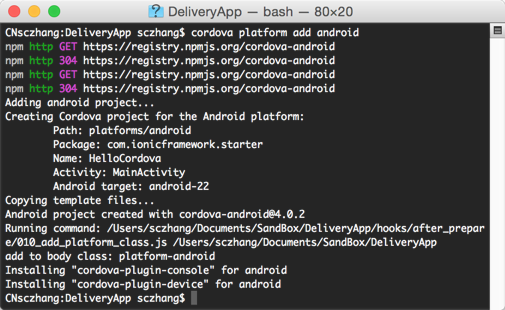 DeliveryApp — bash — 80×20
CNsczhang:DeliveryApp sczhang$ cordova platform add android
npm http GET https://registry.npmjs.org/cordova-android
npm http 304 https://registry.npmjs.org/cordova-android
npm http GET https://registry.npmjs.org/cordova-android
npm http 304 https://registry.npmjs.org/cordova-android
Adding android project...
Creating Cordova project for the Android platform:
        Path: platforms/android
        Package: com.ionicframework.starter
        Name: HelloCordova
        Activity: MainActivity
        Android target: android-22
Copying template files...
Android project created with cordova-android@4.0.2
Running command: /Users/sczhang/Documents/SandBox/DeliveryApp/hooks/after_prepar
e/010_add_platform_class.js /Users/sczhang/Documents/SandBox/DeliveryApp
add to body class: platform-android
Installing "cordova-plugin-console" for android
Installing "cordova-plugin-device" for android
CNsczhang:DeliveryApp sczhang$